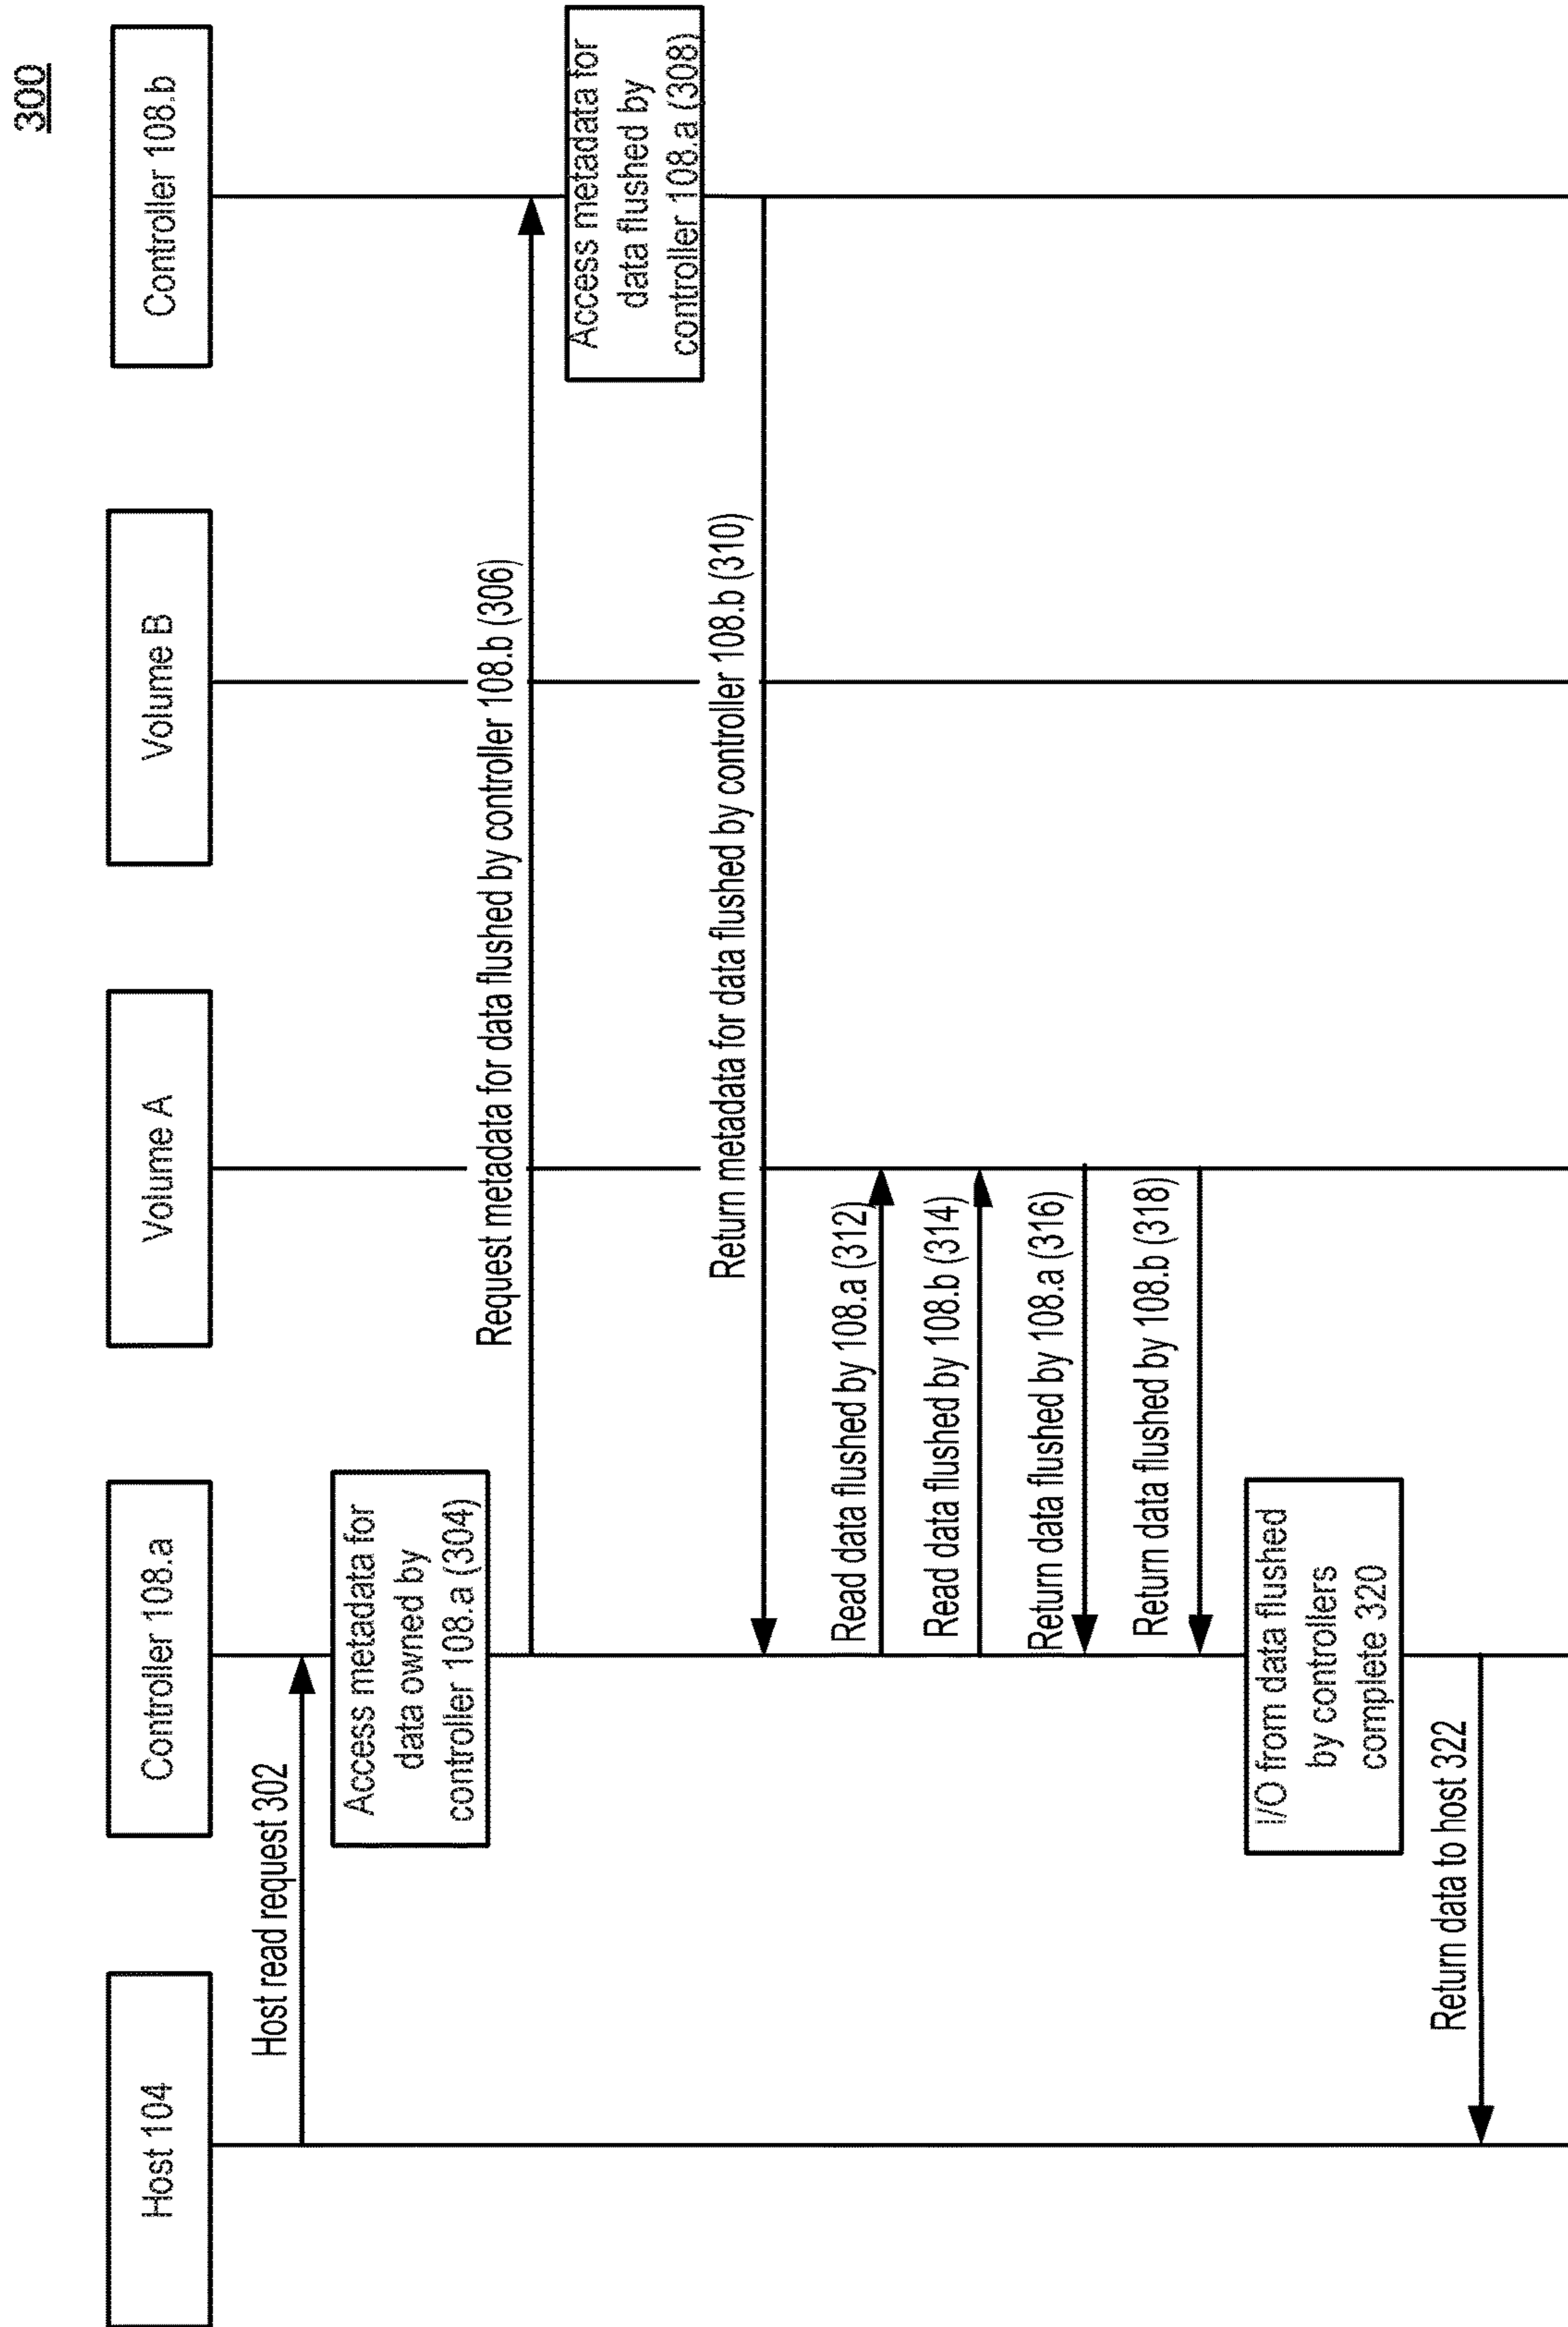 300
Host 104
Controller 108.a
Volume A
Volume B
Controller 108.b
Host read request 302
Access metadata for
data owned by
controller 108.a (304)
Request metadata for data flushed by controller 108.b (306)
Access metadata for
data flushed by
controller 108.a (308)
Return metadata for data flushed by controller 108.b (310)
Read data flushed by 108.a (312)
Read data flushed by 108.b (314)
Return data flushed by 108.a (316)
Return data flushed by 108.b (318)
I/O from data flushed
by controllers
complete 320
Return data to host 322